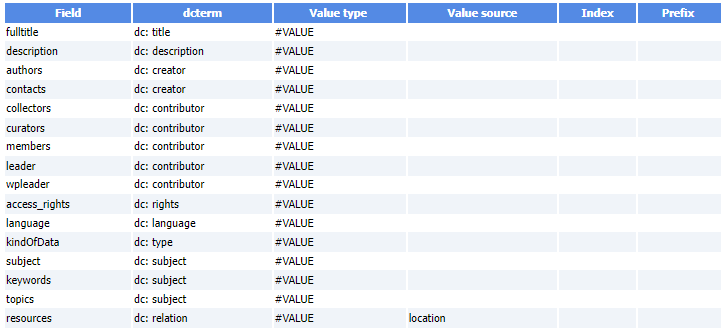 Field dcterm Value type Value source Index Prefix
fulltitle dc: title #VALUE
description dc: description #VALUE
authors dc: creator #VALUE
contacts dc: creator #VALUE
collectors dc: contributor #VALUE
curators dc: contributor #VALUE
members dc: contributor #VALUE
leader dc: contributor #VALUE
wpleader dc: contributor #VALUE
access_rights dc: rights #VALUE
language dc: language #VALUE
kindOfData dc: type #VALUE
subject dc: subject #VALUE
keywords dc: subject #VALUE
topics dc: subject #VALUE
resources dc: relation #VALUE location